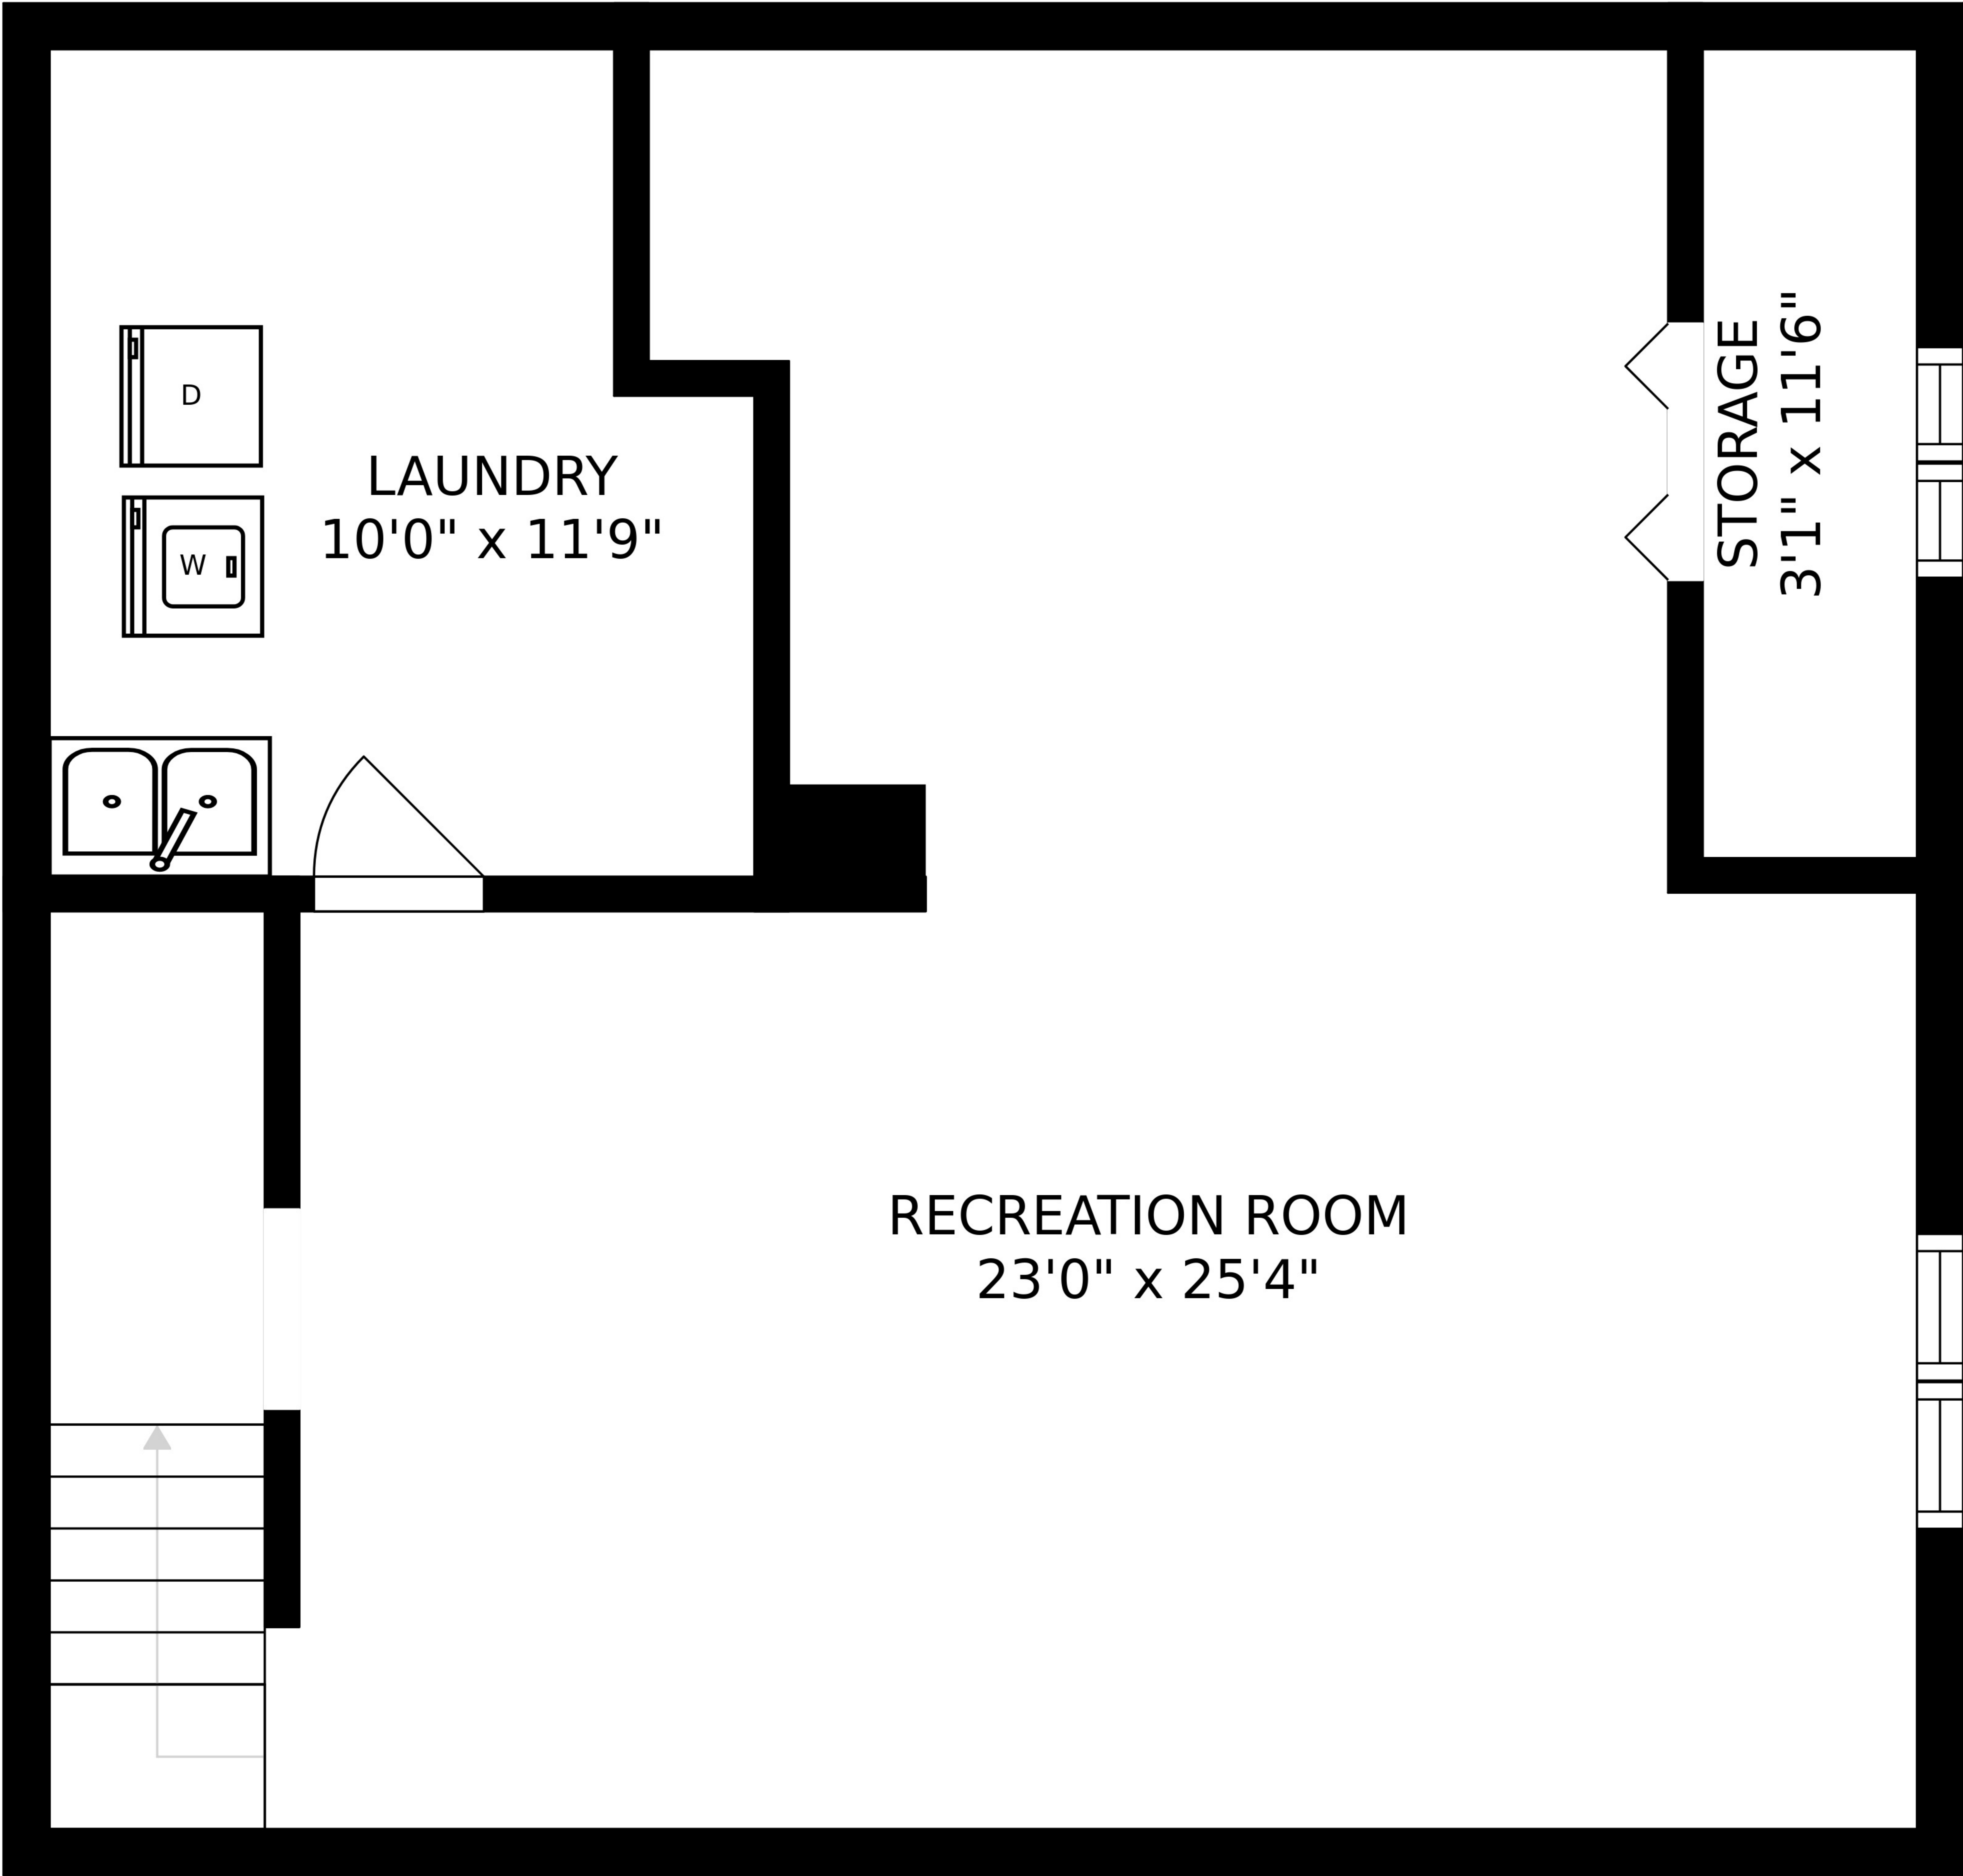 D
W
LAUNDRY
10'0" x 11'9"
STORAGE
3'1" x 11'6"
RECREATION ROOM
23'0" x 25'4"